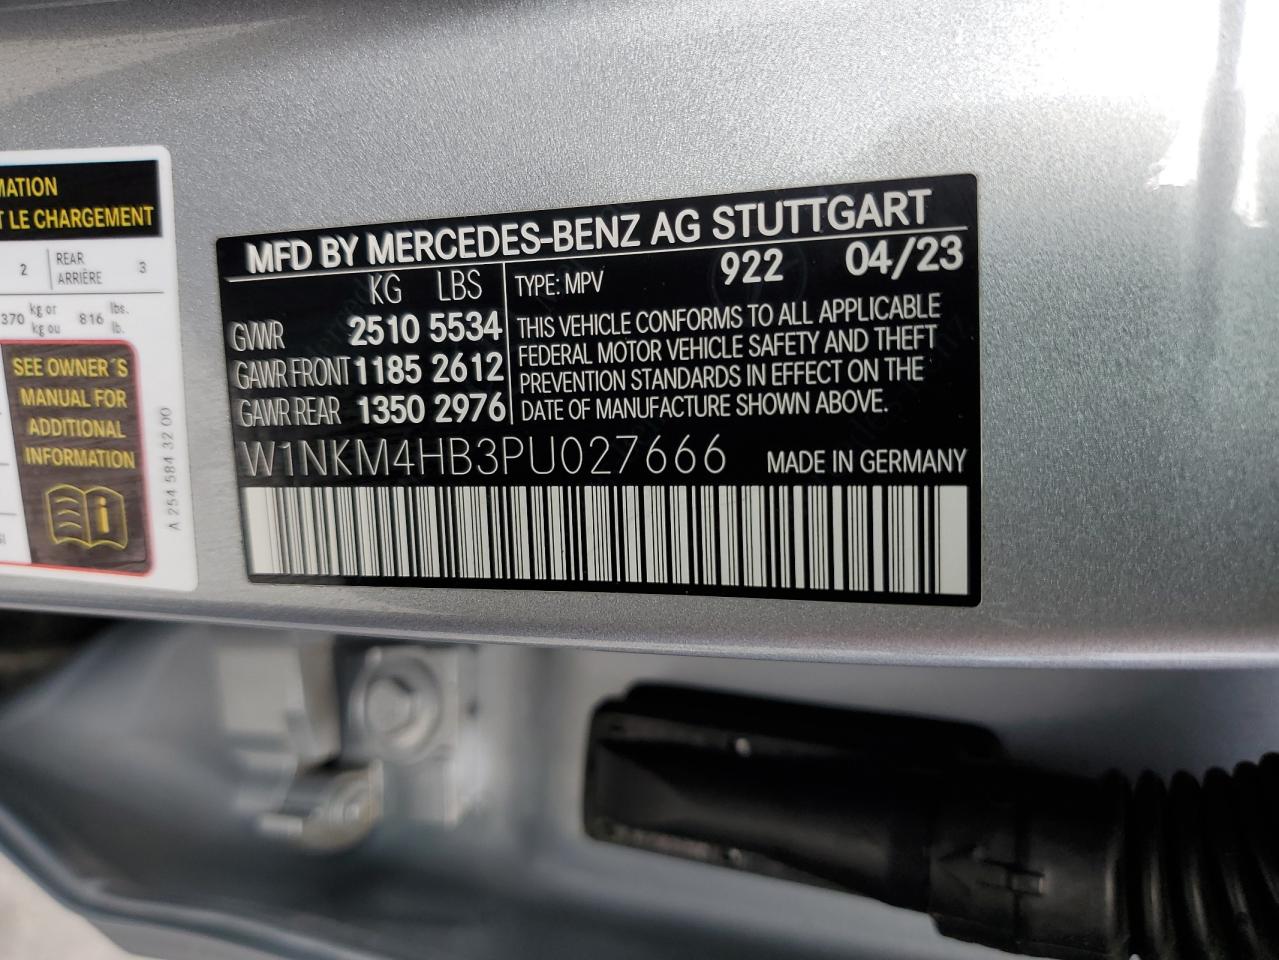 MATION
T LE CHARGEMENT
2 REAR ARRIÈRE 3
370 kg or kg ou 816 lbs. lb.
SEE OWNER´S
MANUAL FOR
ADDITIONAL
INFORMATION
i
A 254 584 32 00
MFD BY MERCEDES-BENZ AG STUTTGART
KG LBS
GVWR 2510 5534
GAWR FRONT 1185 2612
GAWR REAR 1350 2976
TYPE: MPV 922 04/23
THIS VEHICLE CONFORMS TO ALL APPLICABLE
FEDERAL MOTOR VEHICLE SAFETY AND THEFT
PREVENTION STANDARDS IN EFFECT ON THE
DATE OF MANUFACTURE SHOWN ABOVE.
W1NKM4HB3PU027666 MADE IN GERMANY